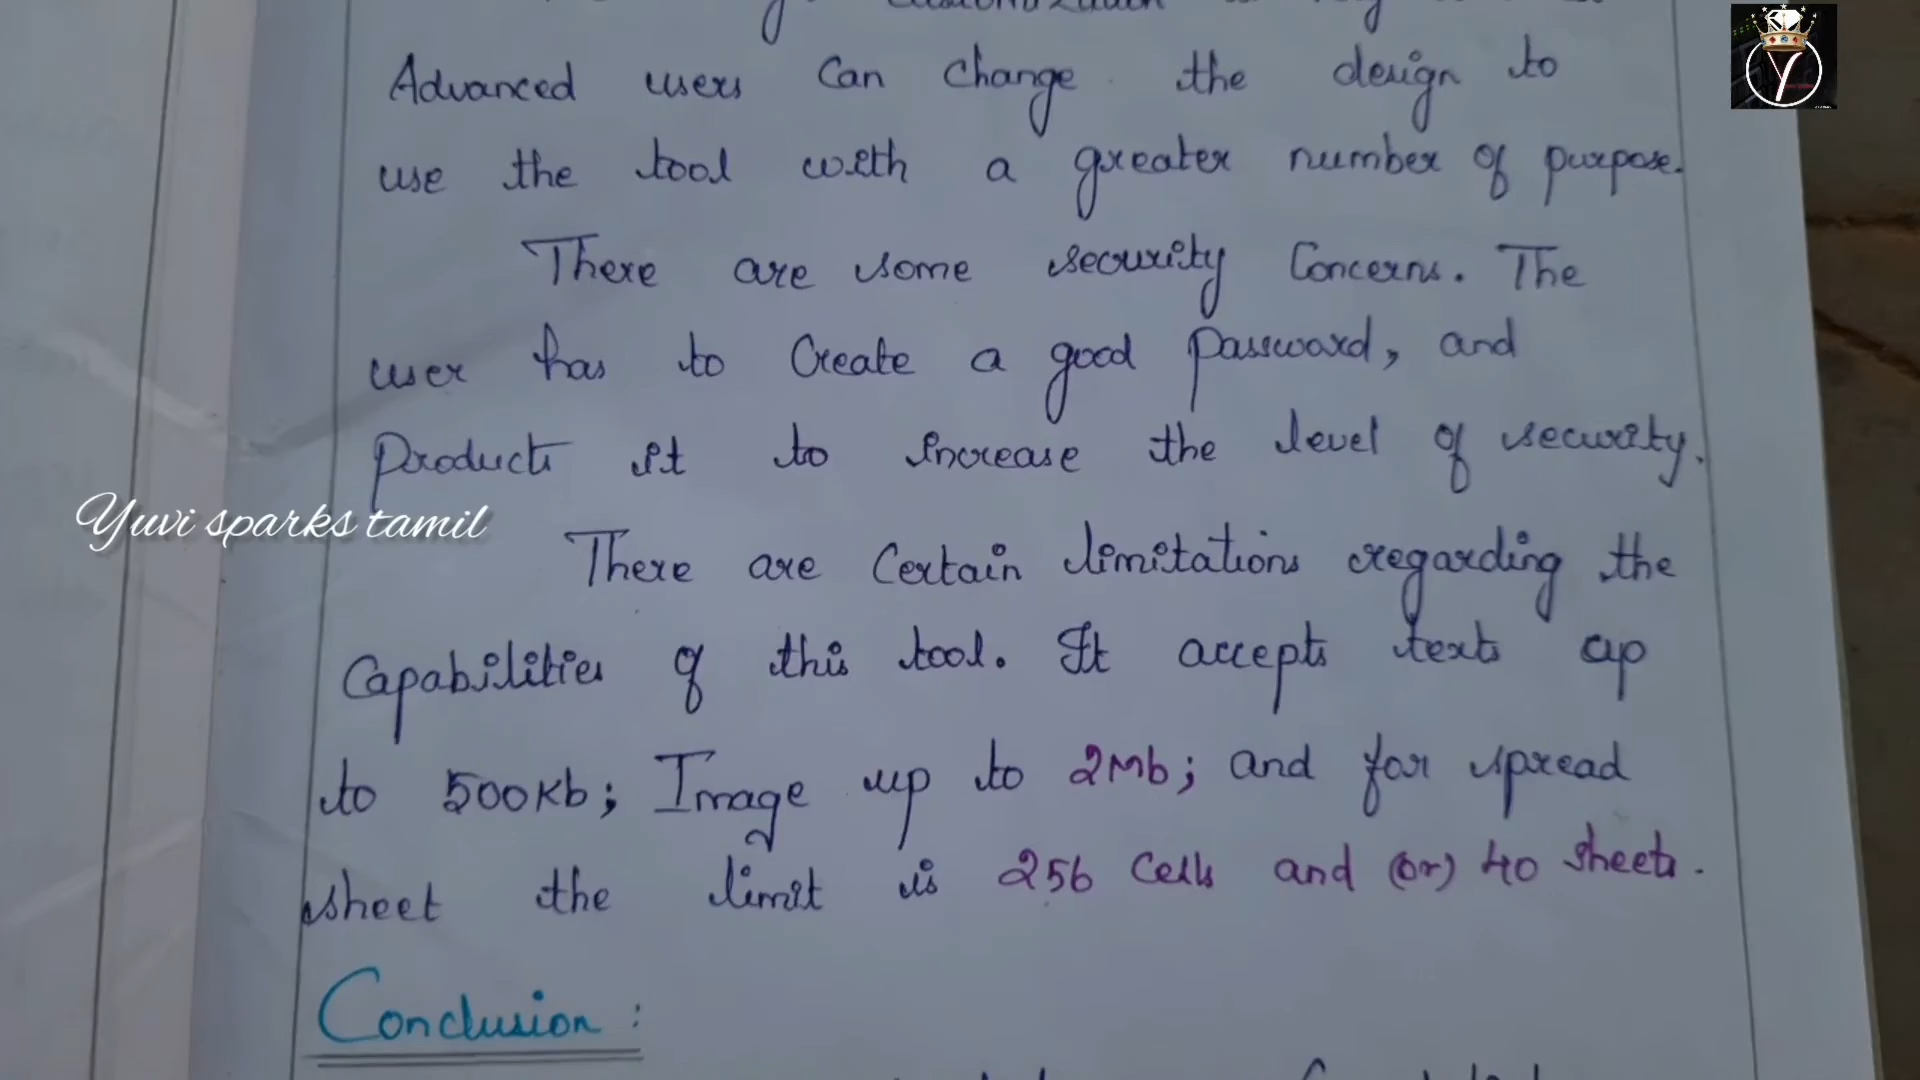 Advanced users Can change the design to
use the tool with a greater number of purpose.
There are some security Concerns. The
user has to Create a good password, and
Product it to increase the level of security.
Yuvi sparks tamil
There are Certain limitations regarding the
Capabilities of this tool. It accepts texts up
to 500Kb; Image up to 2Mb; and for spread
sheet the limit is 256 Cells and (or) 40 sheets.
Conclusion: